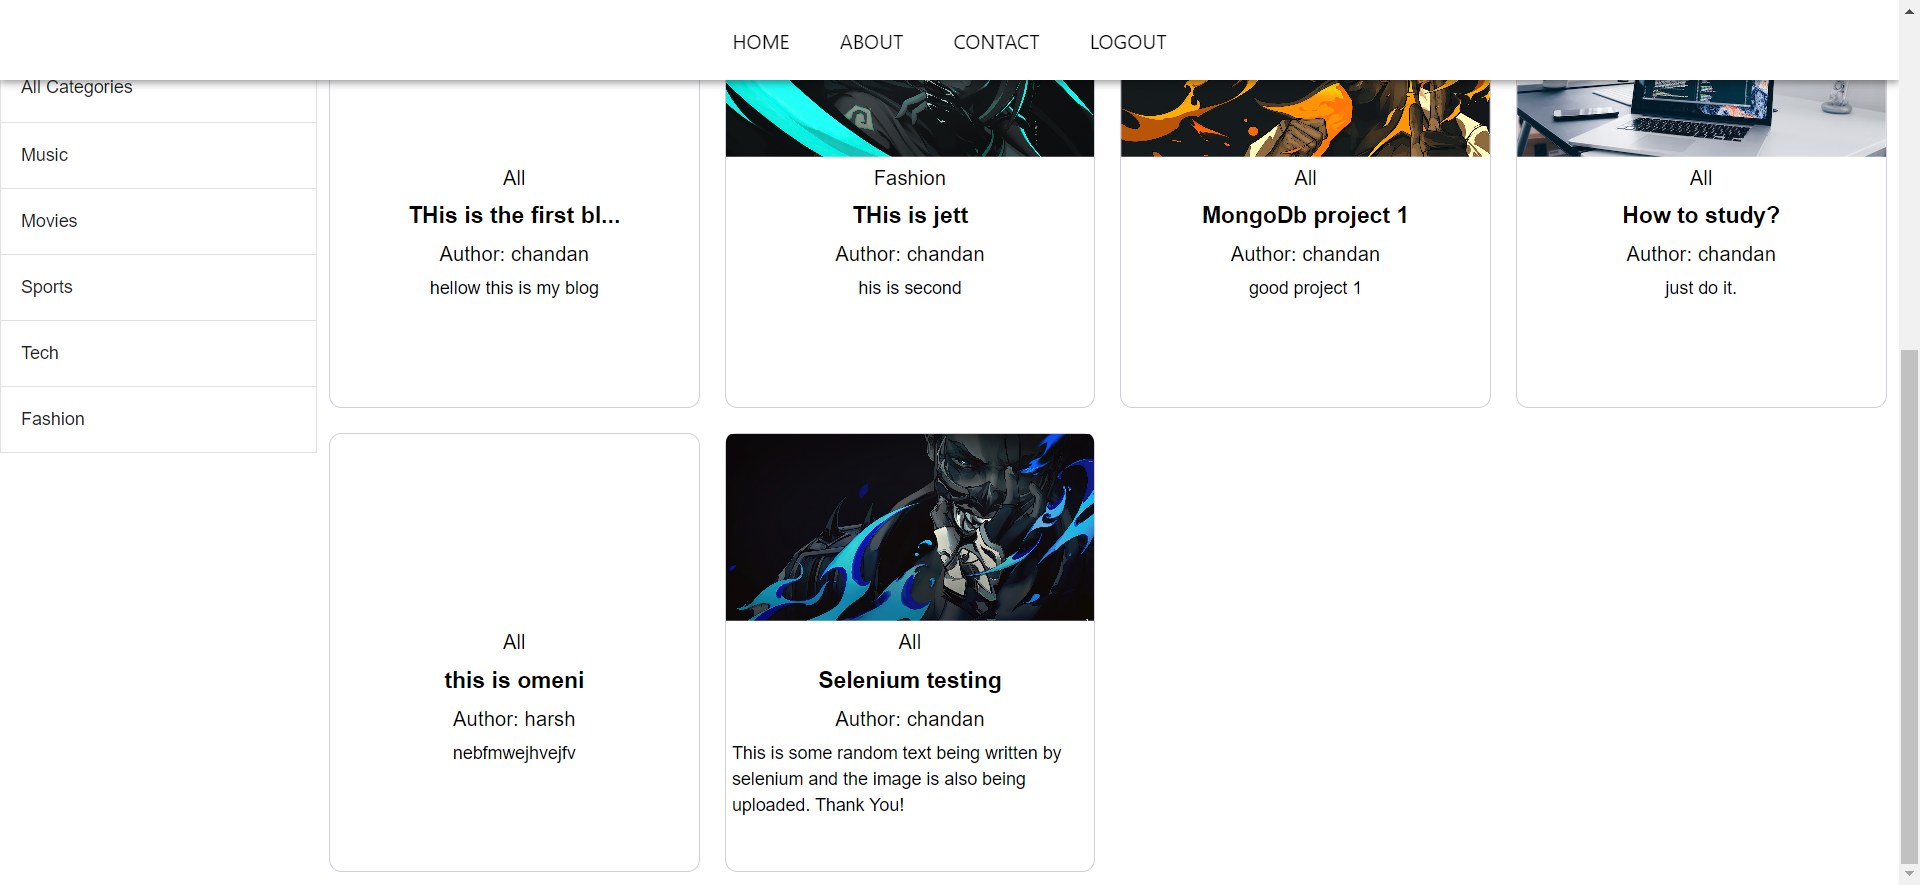 HOME ABOUT CONTACT LOGOUT
All Categories
Music
Movies
Sports
Tech
Fashion
All
THis is the first bl...
Author: chandan
hellow this is my blog
Fashion
THis is jett
Author: chandan
his is second
All
MongoDb project 1
Author: chandan
good project 1
All
How to study?
Author: chandan
just do it.
All
this is omeni
Author: harsh
nebfmwejhvejfv
All
Selenium testing
Author: chandan
This is some random text being written by
selenium and the image is also being
uploaded. Thank You!